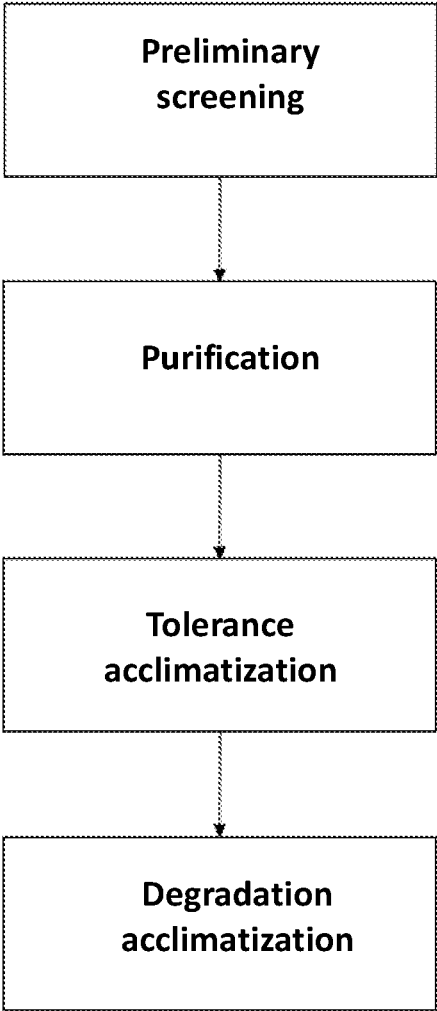 Preliminary
screening
Purification
Tolerance
acclimatization
Degradation
acclimatization